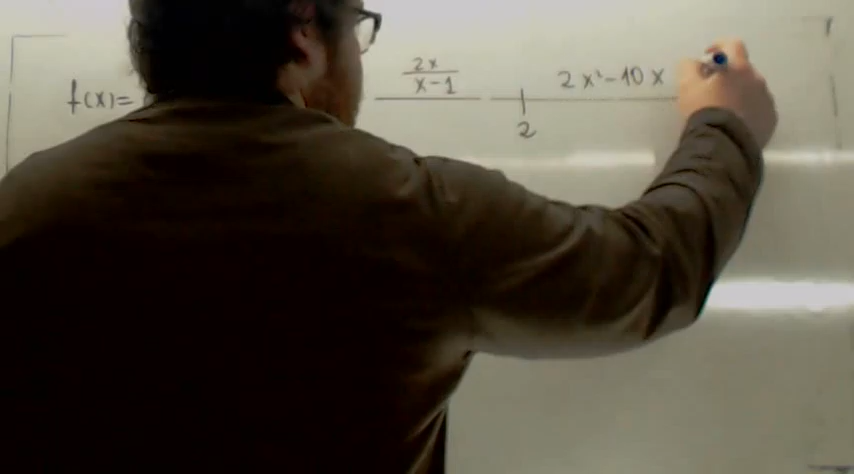 f(x)=
2x
x-1
2x²-10x
2